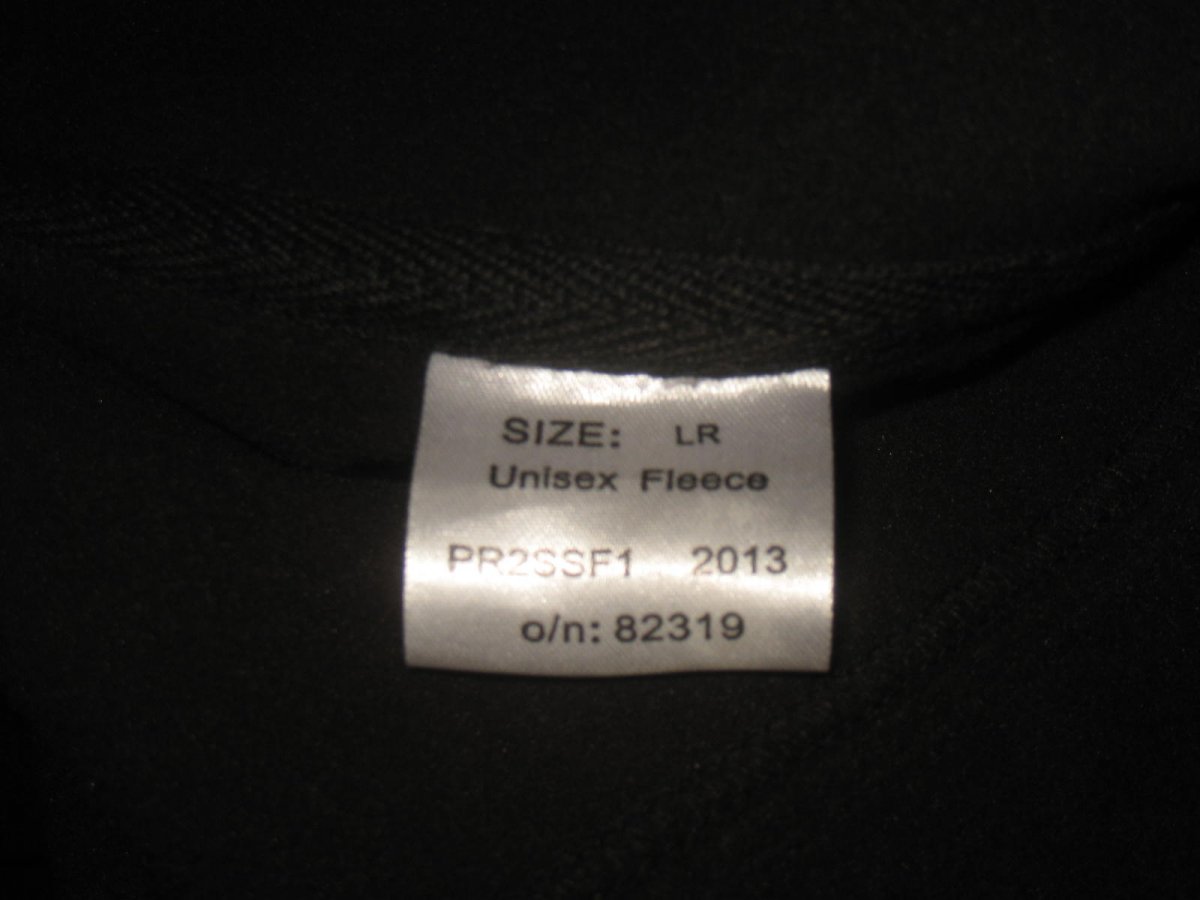 SIZE: LR
Unisex Fleece
PR2SSF1 2013
o/n: 82319